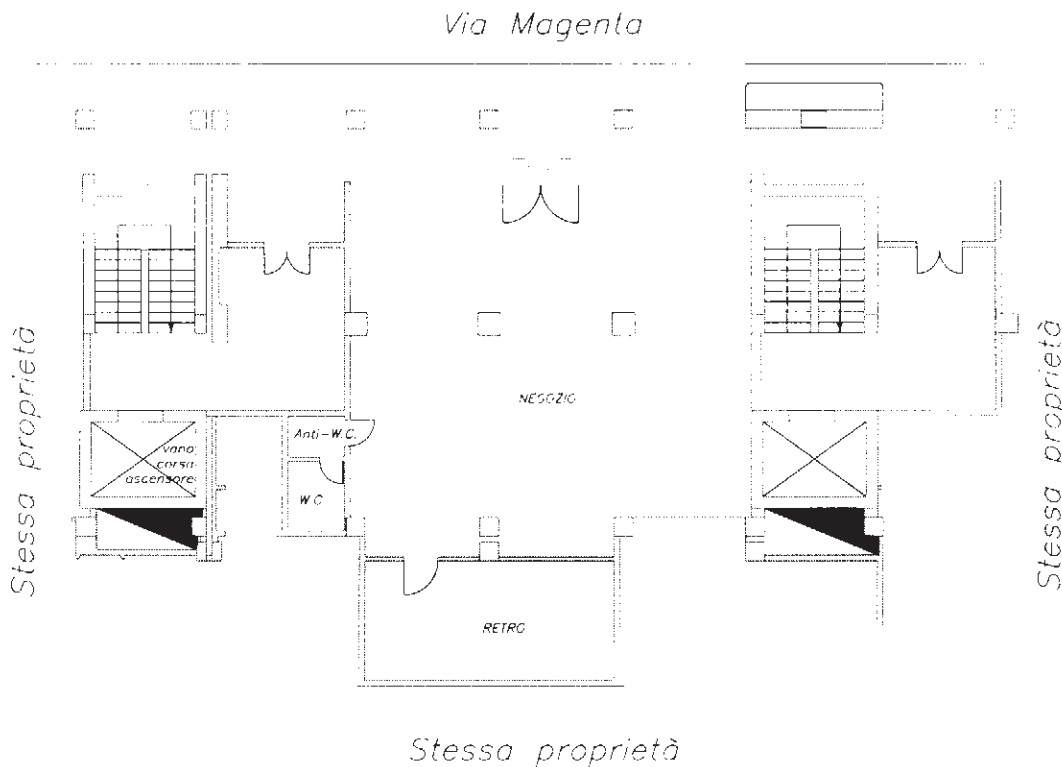 Via Magenta
Stessa proprietà
Stessa proprietà
NEGOZIO
Anti-W.C.
vano
corsa
ascensore
W.C
RETRO
Stessa proprietà